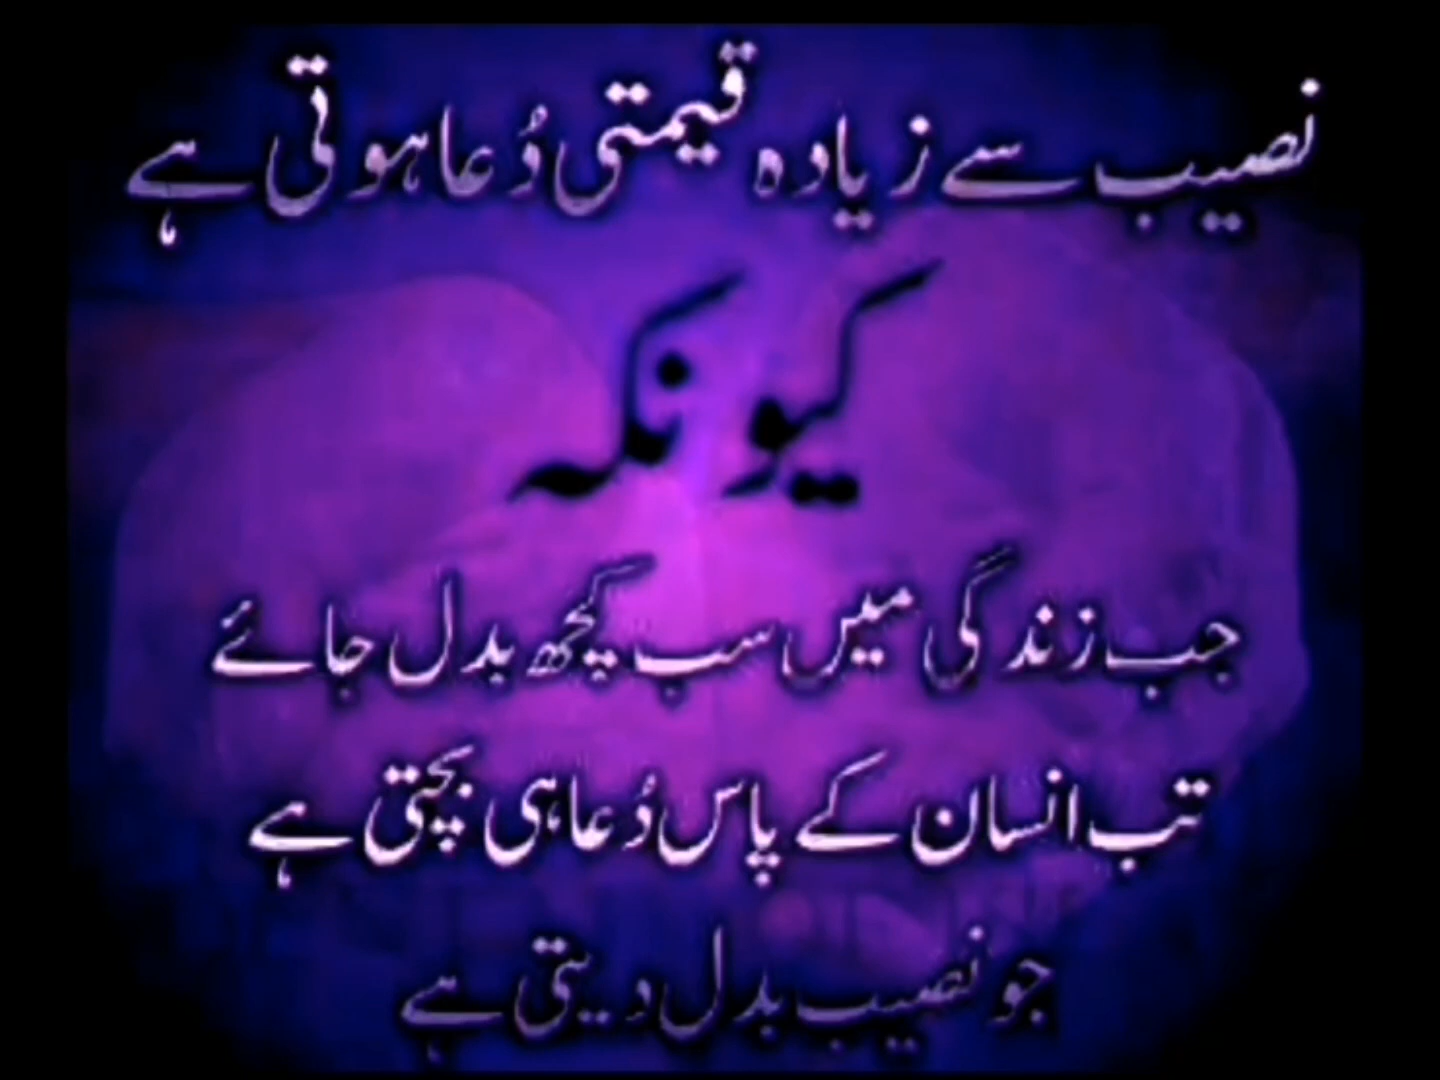 نصیب سے زیادہ قیمتی دُعا ہوتی ہے
کیونکہ
جب زندگی میں سب کچھ بدل جائے
تب انسان کے پاس دُعا ہی بچتی ہے
جو نصیب بدل دیتی ہے